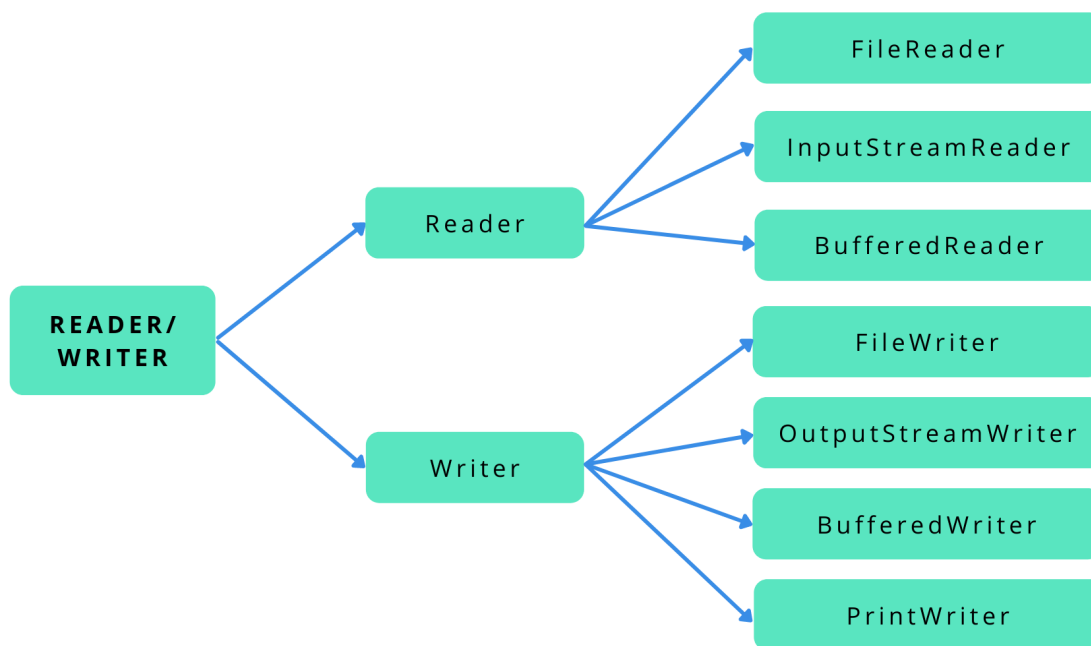 FileReader
InputStreamReader
Reader
BufferedReader
READER/
WRITER
FileWriter
OutputStreamWriter
Writer
BufferedWriter
PrintWriter